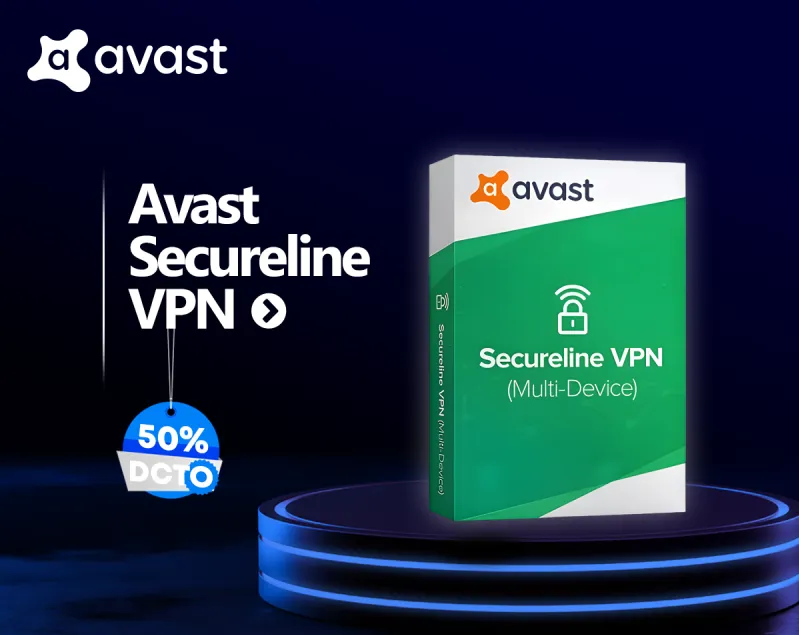 avast
Avast
Secureline
VPN
50%
DCTO
avast
Secureline VPN
(Multi-Device)
Secureline VPN (Multi-Device)